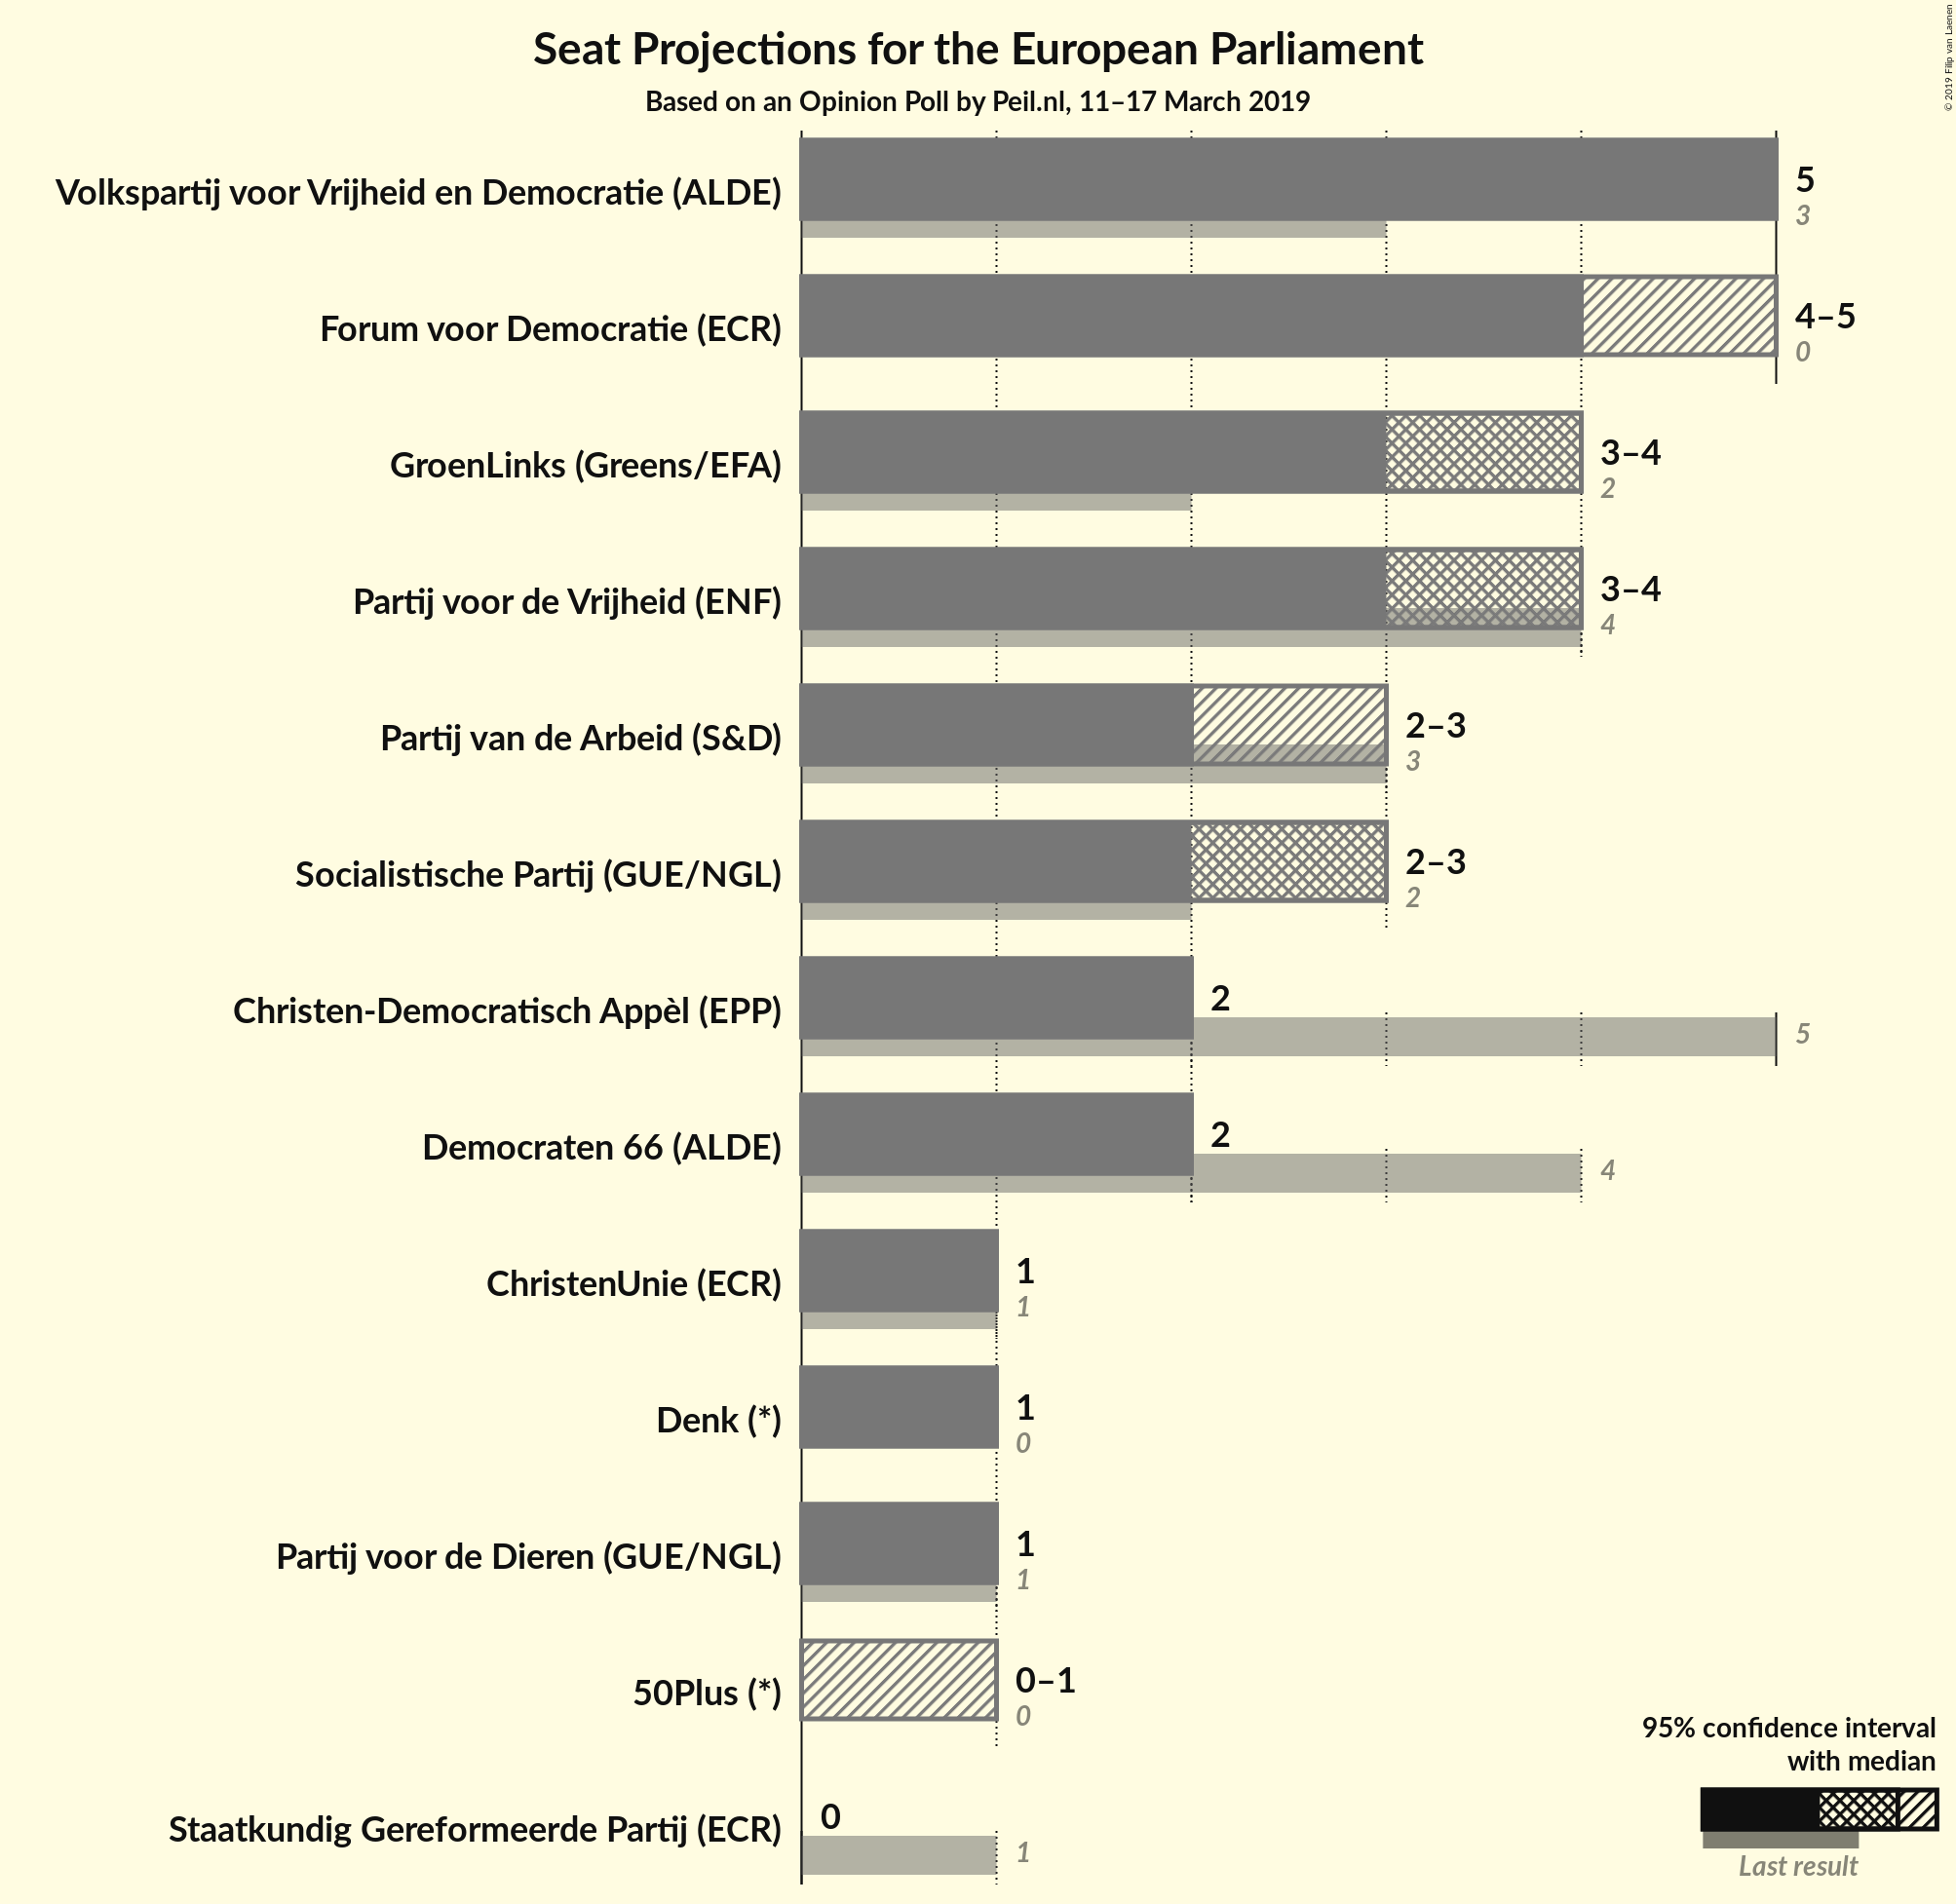 Seat Projections for the European Parliament
Based on an Opinion Poll by Peil.nl, 11–17 March 2019
© 2019 Filip van Laenen
Volkspartij voor Vrijheid en Democratie (ALDE)
5
3
Forum voor Democratie (ECR)
4–5
0
GroenLinks (Greens/EFA)
3–4
2
Partij voor de Vrijheid (ENF)
3–4
4
Partij van de Arbeid (S&D)
2–3
3
Socialistische Partij (GUE/NGL)
2–3
2
Christen-Democratisch Appèl (EPP)
2
5
Democraten 66 (ALDE)
2
4
ChristenUnie (ECR)
1
1
Denk (*)
1
0
Partij voor de Dieren (GUE/NGL)
1
1
50Plus (*)
0–1
0
Staatkundig Gereformeerde Partij (ECR)
0
1
95% confidence interval
with median
Last result